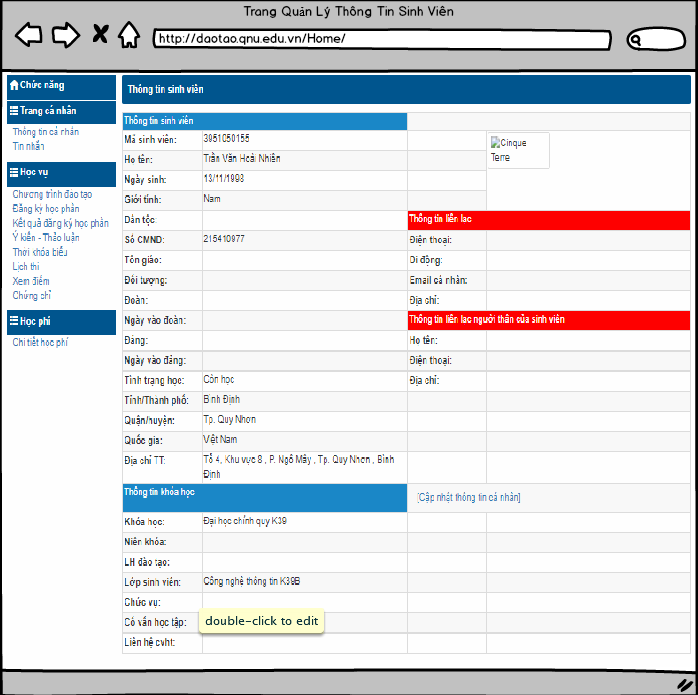 Trang Quản Lý Thông Tin Sinh Viên
http://daotao.qnu.edu.vn/Home/
Chức năng
Trang cá nhân
Thông tin cá nhân
Tin nhắn
Học vụ
Chương trình đào tạo
Đăng ký học phần
Kết quả đăng ký học phần
Ý kiến - Thảo luận
Thời khóa biểu
Lịch thi
Xem điểm
Chứng chỉ
Học phí
Chi tiết học phí
Thông tin sinh viên
Thông tin sinh viên
Mã sinh viên: 3951050155
Họ tên: Trần Văn Hoài Nhiên
Cinque
Terre
Ngày sinh: 13/11/1998
Giới tính: Nam
Dân tộc: Thông tin liên lạc
Số CMND: 215410977 Điện thoại:
Tôn giáo: Di động:
Đối tượng: Email cá nhân:
Đoàn: Địa chỉ:
Ngày vào đoàn: Thông tin liên lạc người thân của sinh viên
Đảng: Họ tên:
Ngày vào đảng: Điện thoại:
Tình trạng học: Còn học Địa chỉ:
Tỉnh/Thành phố: Bình Định
Quận/huyện: Tp. Quy Nhơn
Quốc gia: Việt Nam
Địa chỉ TT: Tổ 4, Khu vực 8 , P. Ngô Mây , Tp. Quy Nhơn , Bình
Định
Thông tin khóa học [Cập nhật thông tin cá nhân]
Khóa học: Đại học chính quy K39
Niên khóa:
LH đào tạo:
Lớp sinh viên: Công nghệ thông tin K39B
Chức vụ:
Cố vấn học tập: double-click to edit
Liên hệ cvht: